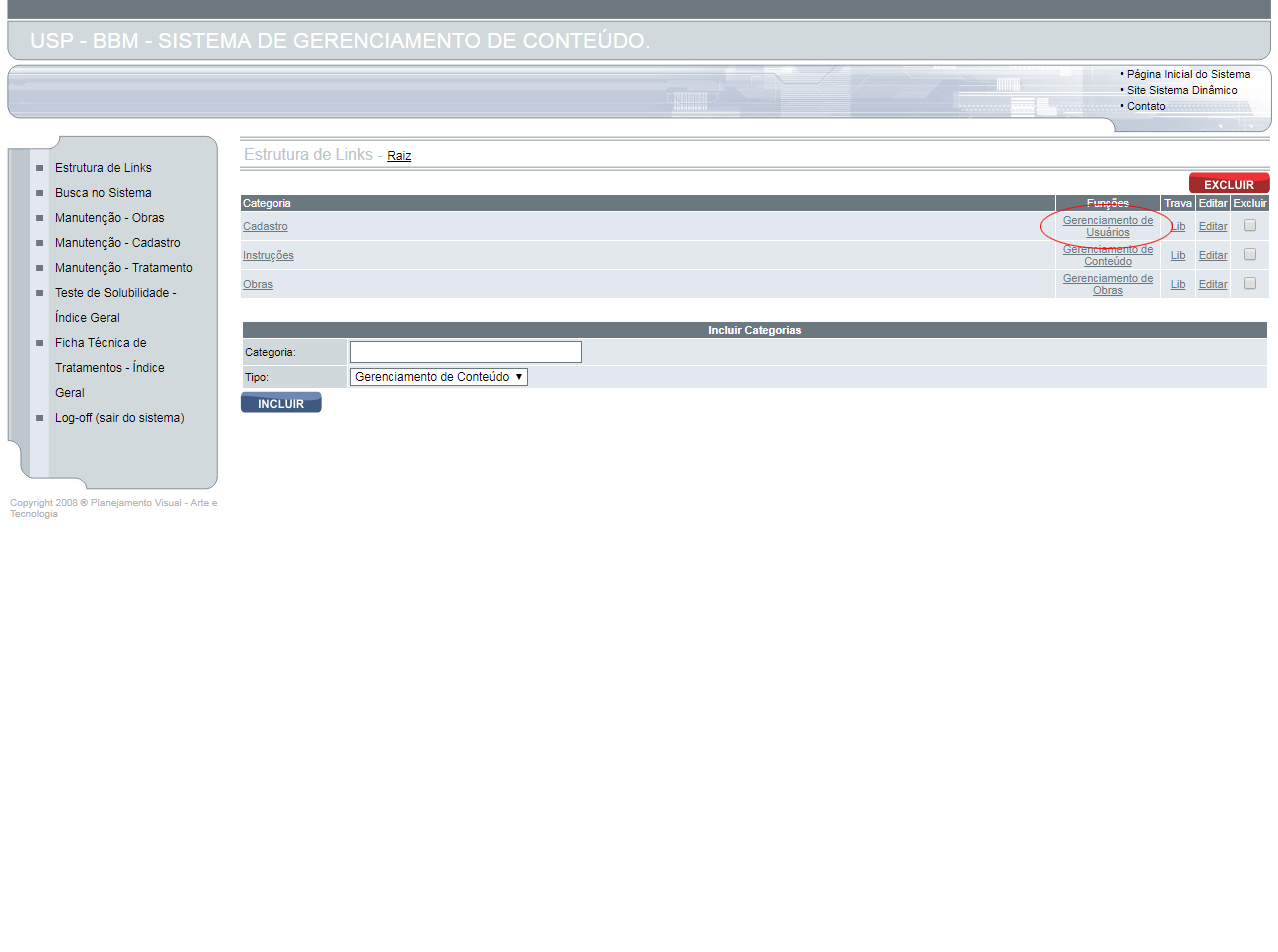 USP - BBM - SISTEMA DE GERENCIAMENTO DE CONTEÚDO.
• Página Inicial do Sistema
• Site Sistema Dinâmico
• Contato
Estrutura de Links
Busca no Sistema
Manutenção - Obras
Manutenção - Cadastro
Manutenção - Tratamento
Teste de Solubilidade -
Índice Geral
Ficha Técnica de
Tratamentos - Índice
Geral
Log-off (sair do sistema)
Copyright 2008 ® Planejamento Visual - Arte e
Tecnologia
Estrutura de Links - Raiz
EXCLUIR
Categoria Funções Trava Editar Excluir
Cadastro Gerenciamento de
Usuários Lib Editar
Instruções Gerenciamento de
Conteúdo Lib Editar
Obras Gerenciamento de
Obras Lib Editar
Incluir Categorias
Categoria:
Tipo: Gerenciamento de Conteúdo ▼
INCLUIR